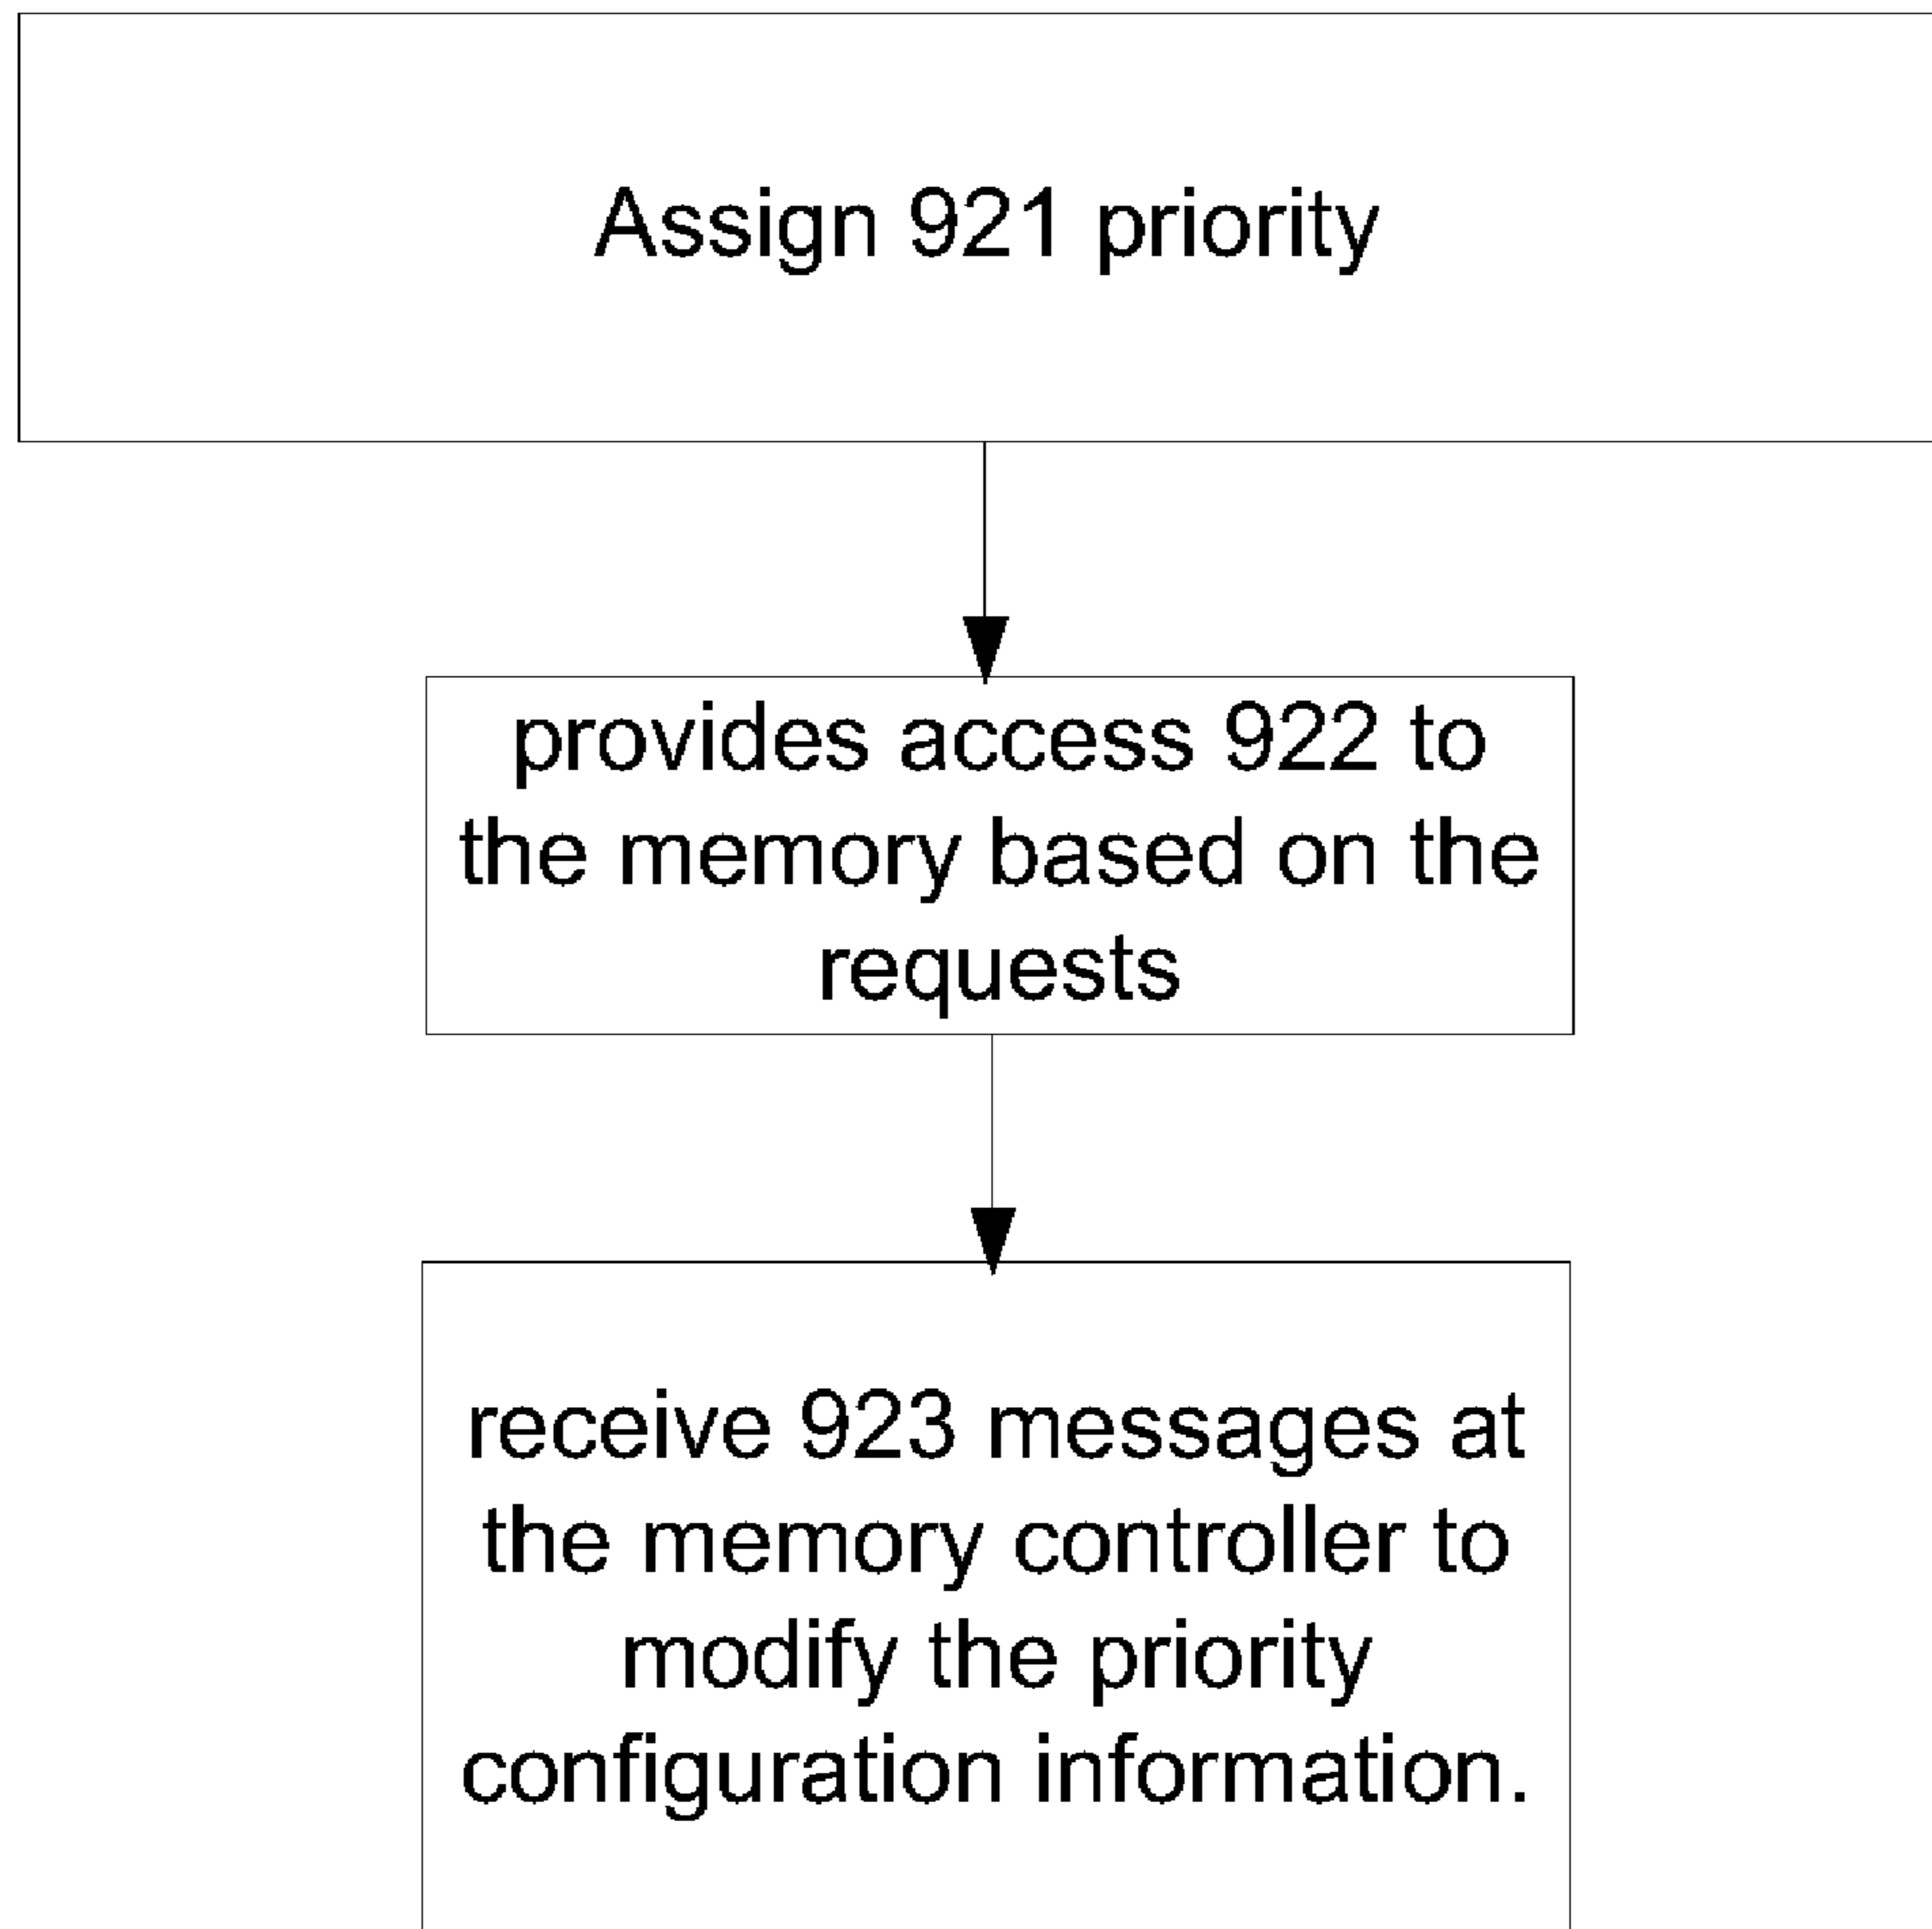 Assign 921 priority
provides access 922 to
the memory based on the
requests
receive 923 messages at
the memory controller to
modify the priority
configuration information.